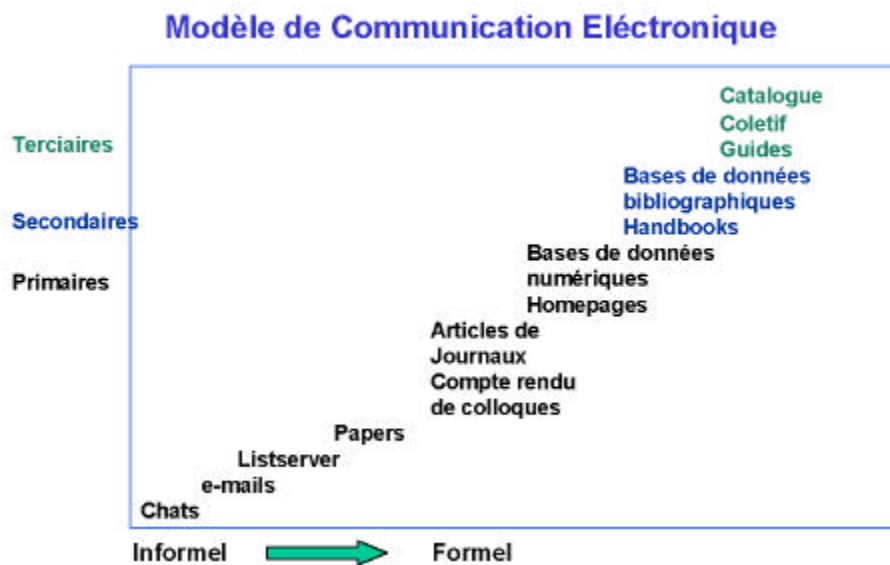 Modèle de Communication Eléctronique
Catalogue
Coletif
Guides
Terciaires
Bases de données
bibliographiques
Handbooks
Secondaires
Bases de données
numériques
Homepages
Primaires
Articles de
Journaux
Compte rendu
de colloques
Papers
Listserver
e-mails
Chats
Informel
Formel